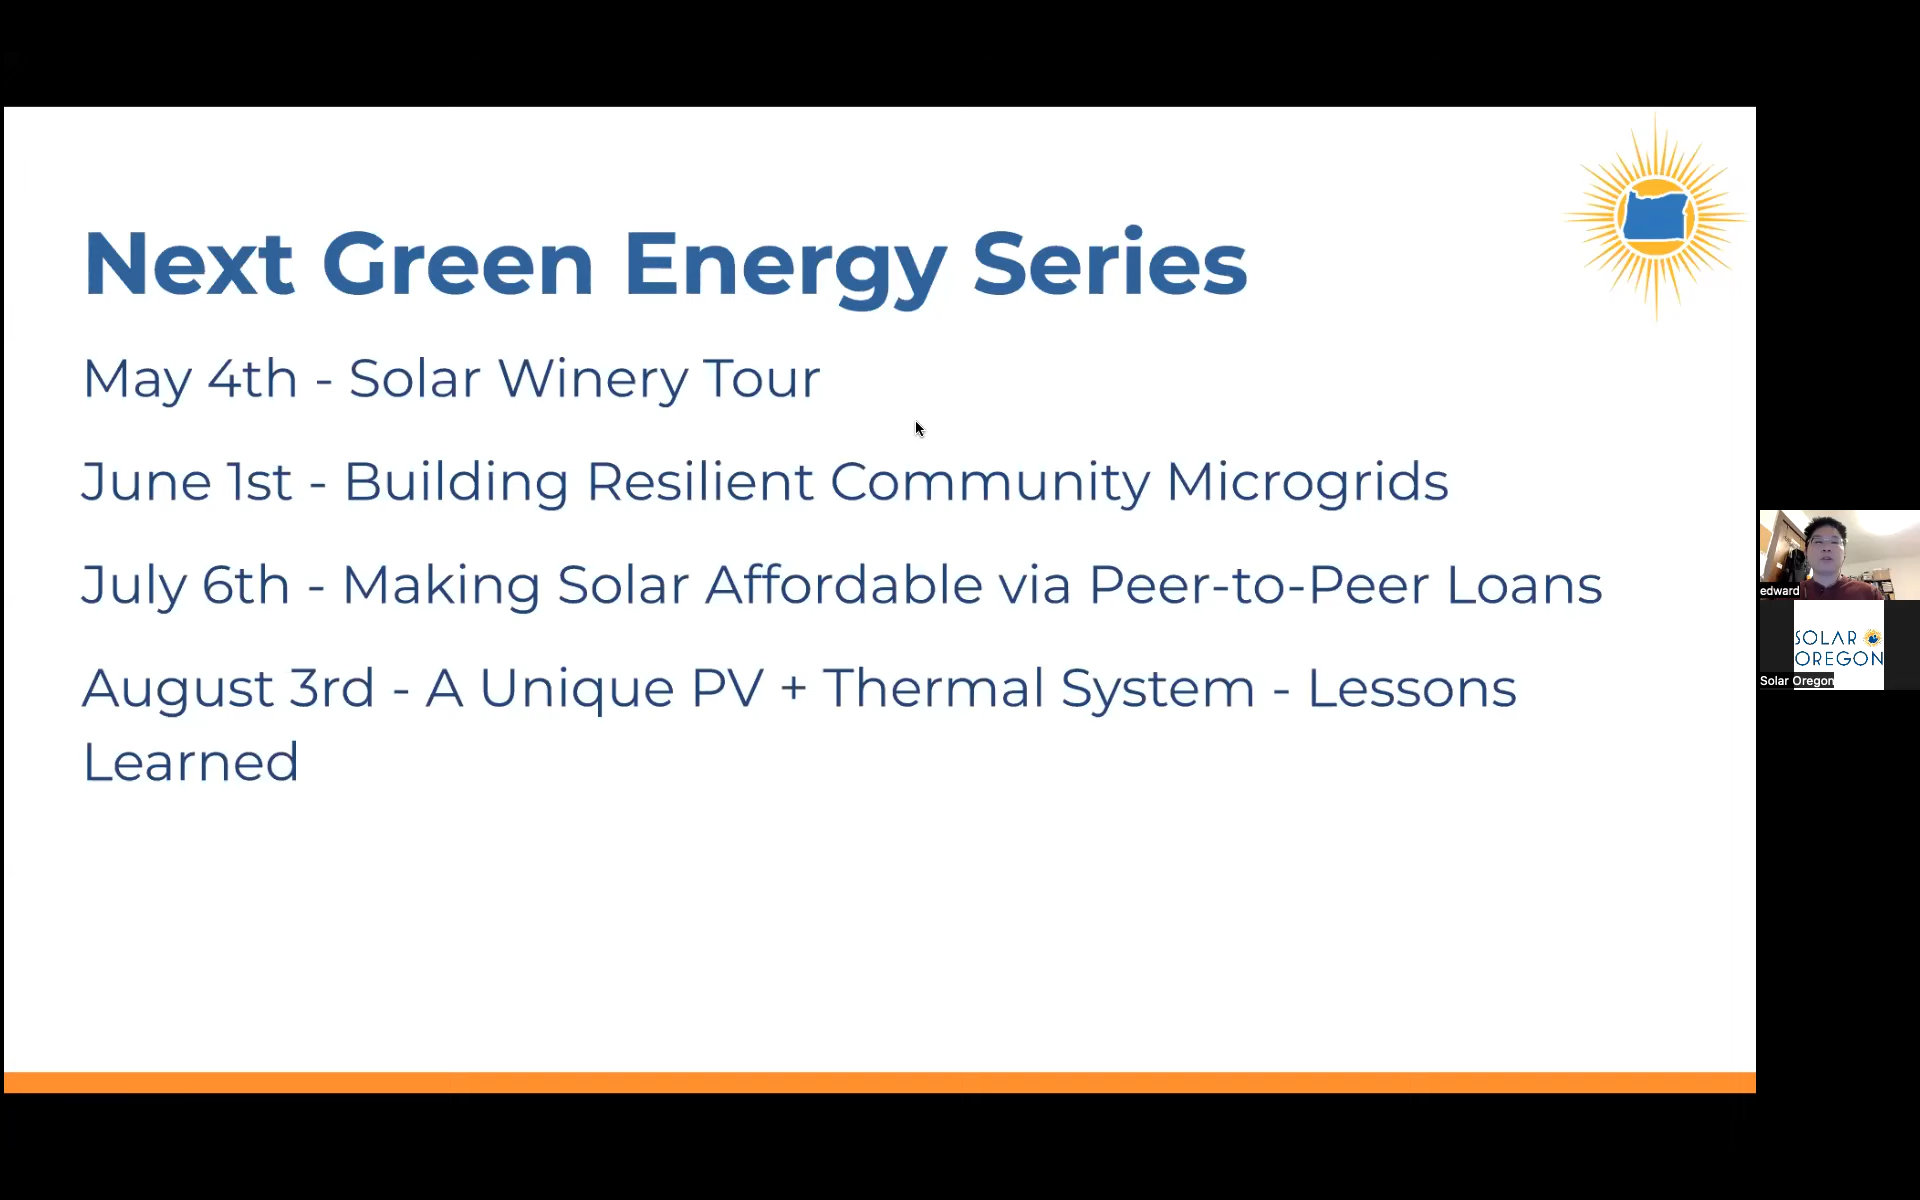 Next Green Energy Series
May 4th - Solar Winery Tour
June 1st - Building Resilient Community Microgrids
July 6th - Making Solar Affordable via Peer-to-Peer Loans
August 3rd - A Unique PV + Thermal System - Lessons
Learned
edward
SOLAR
OREGON
Solar Oregon